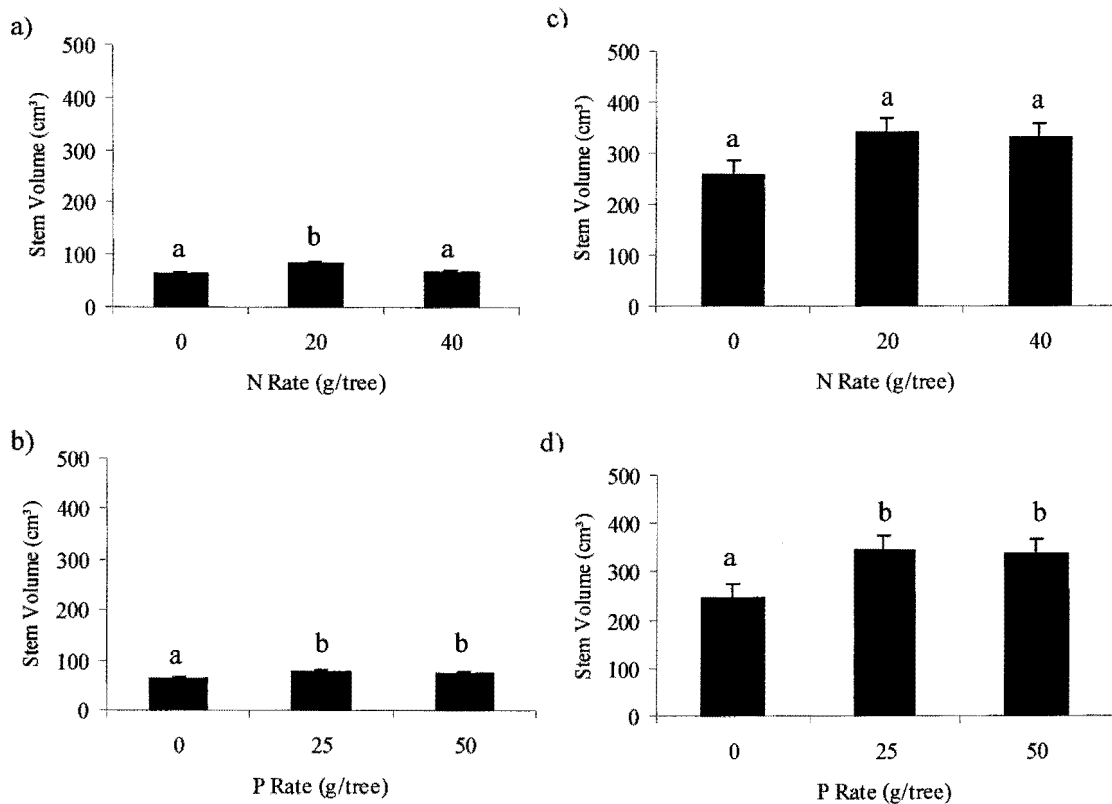 a)
500
400
300
200
100
0
Stem Volume (cm³)
a
b
a
0 20 40
N Rate (g/tree)
b)
500
400
300
200
100
0
Stem Volume (cm³)
a
b
b
0 25 50
P Rate (g/tree)
c)
500
400
300
200
100
0
Stem Volume (cm³)
a
a
a
0 20 40
N Rate (g/tree)
d)
500
400
300
200
100
0
Stem Volume (cm³)
a
b
b
0 25 50
P Rate (g/tree)